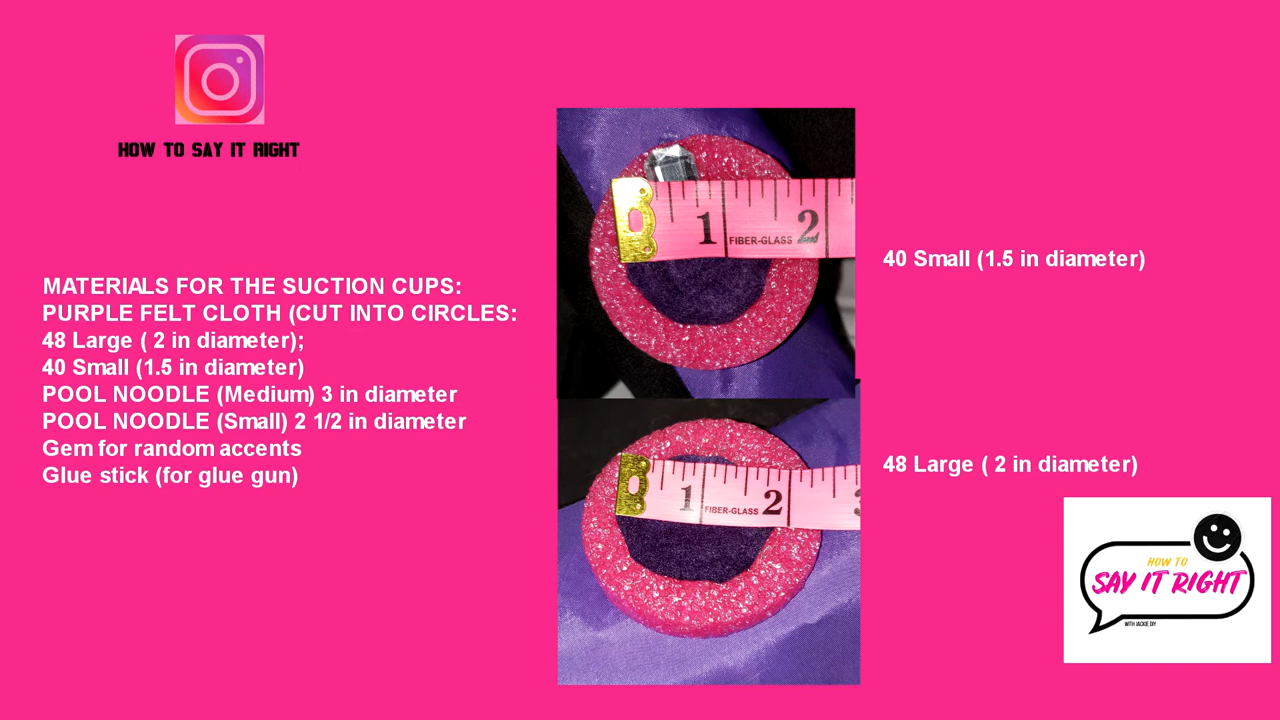 HOW TO SAY IT RIGHT
MATERIALS FOR THE SUCTION CUPS:
PURPLE FELT CLOTH (CUT INTO CIRCLES:
48 Large ( 2 in diameter);
40 Small (1.5 in diameter)
POOL NOODLE (Medium) 3 in diameter
POOL NOODLE (Small) 2 1/2 in diameter
Gem for random accents
Glue stick (for glue gun)
1 FIBER-GLASS 2
1 FIBER-GLASS 2 3
40 Small (1.5 in diameter)
48 Large ( 2 in diameter)
HOW TO
SAY IT RIGHT
WITH JACKIE DIY